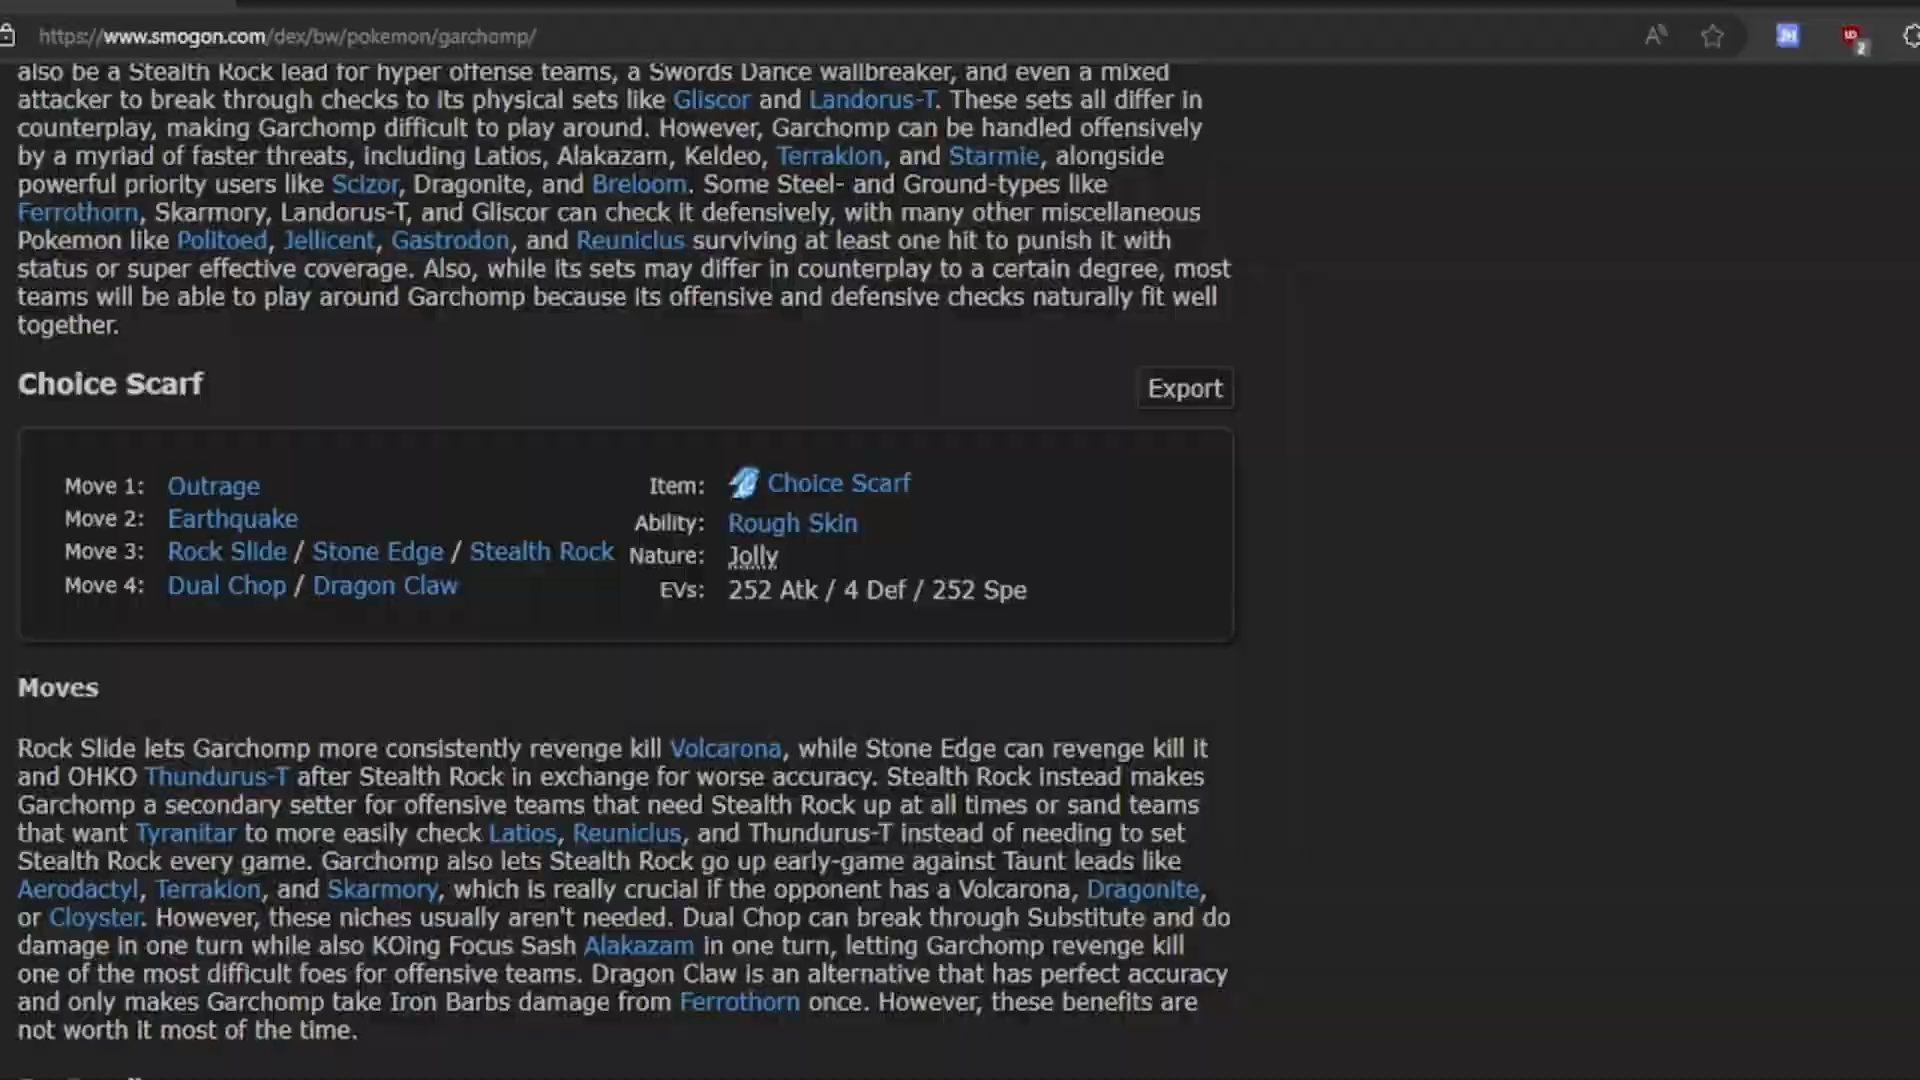 https://www.smogon.com/dex/bw/pokemon/garchomp/
also be a Stealth Rock lead for hyper offense teams, a Swords Dance wallbreaker, and even a mixed
attacker to break through checks to its physical sets like Gliscor and Landorus-T. These sets all differ in
counterplay, making Garchomp difficult to play around. However, Garchomp can be handled offensively
by a myriad of faster threats, including Latios, Alakazam, Keldeo, Terrakion, and Starmie, alongside
powerful priority users like Scizor, Dragonite, and Breloom. Some Steel- and Ground-types like
Ferrothorn, Skarmory, Landorus-T, and Gliscor can check it defensively, with many other miscellaneous
Pokemon like Politoed, Jellicent, Gastrodon, and Reuniclus surviving at least one hit to punish it with
status or super effective coverage. Also, while its sets may differ in counterplay to a certain degree, most
teams will be able to play around Garchomp because its offensive and defensive checks naturally fit well
together.
Choice Scarf
Export
Move 1: Outrage
Move 2: Earthquake
Move 3: Rock Slide / Stone Edge / Stealth Rock
Move 4: Dual Chop / Dragon Claw
Item: Choice Scarf
Ability: Rough Skin
Nature: Jolly
EVs: 252 Atk / 4 Def / 252 Spe
Moves
Rock Slide lets Garchomp more consistently revenge kill Volcarona, while Stone Edge can revenge kill it
and OHKO Thundurus-T after Stealth Rock in exchange for worse accuracy. Stealth Rock instead makes
Garchomp a secondary setter for offensive teams that need Stealth Rock up at all times or sand teams
that want Tyranitar to more easily check Latios, Reuniclus, and Thundurus-T instead of needing to set
Stealth Rock every game. Garchomp also lets Stealth Rock go up early-game against Taunt leads like
Aerodactyl, Terrakion, and Skarmory, which is really crucial if the opponent has a Volcarona, Dragonite,
or Cloyster. However, these niches usually aren't needed. Dual Chop can break through Substitute and do
damage in one turn while also KOing Focus Sash Alakazam in one turn, letting Garchomp revenge kill
one of the most difficult foes for offensive teams. Dragon Claw is an alternative that has perfect accuracy
and only makes Garchomp take Iron Barbs damage from Ferrothorn once. However, these benefits are
not worth it most of the time.